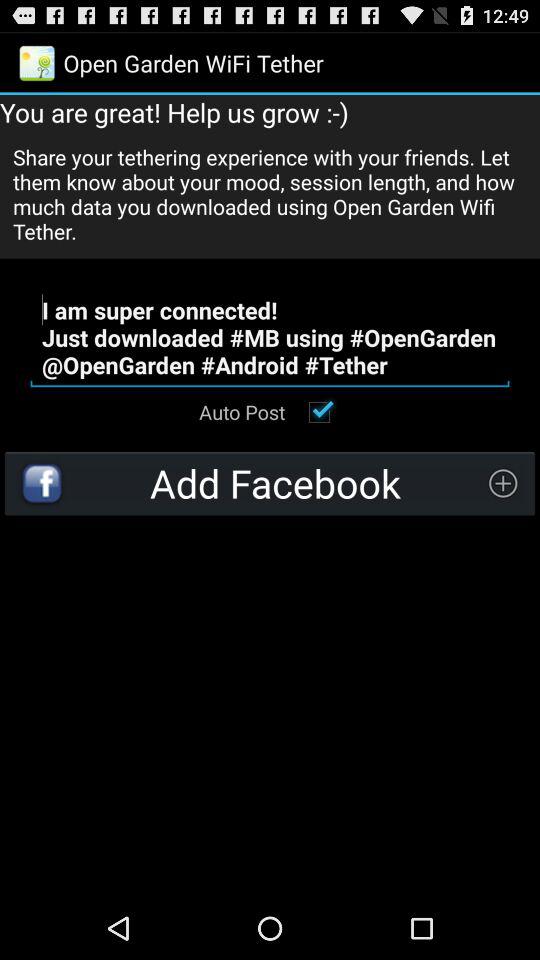 12:49
Open Garden WiFi Tether
You are great! Help us grow :-)
Share your tethering experience with your friends. Let
them know about your mood, session length, and how
much data you downloaded using Open Garden Wifi
Tether.
I am super connected!
Just downloaded #MB using #OpenGarden
@OpenGarden #Android #Tether
Auto Post
Add Facebook